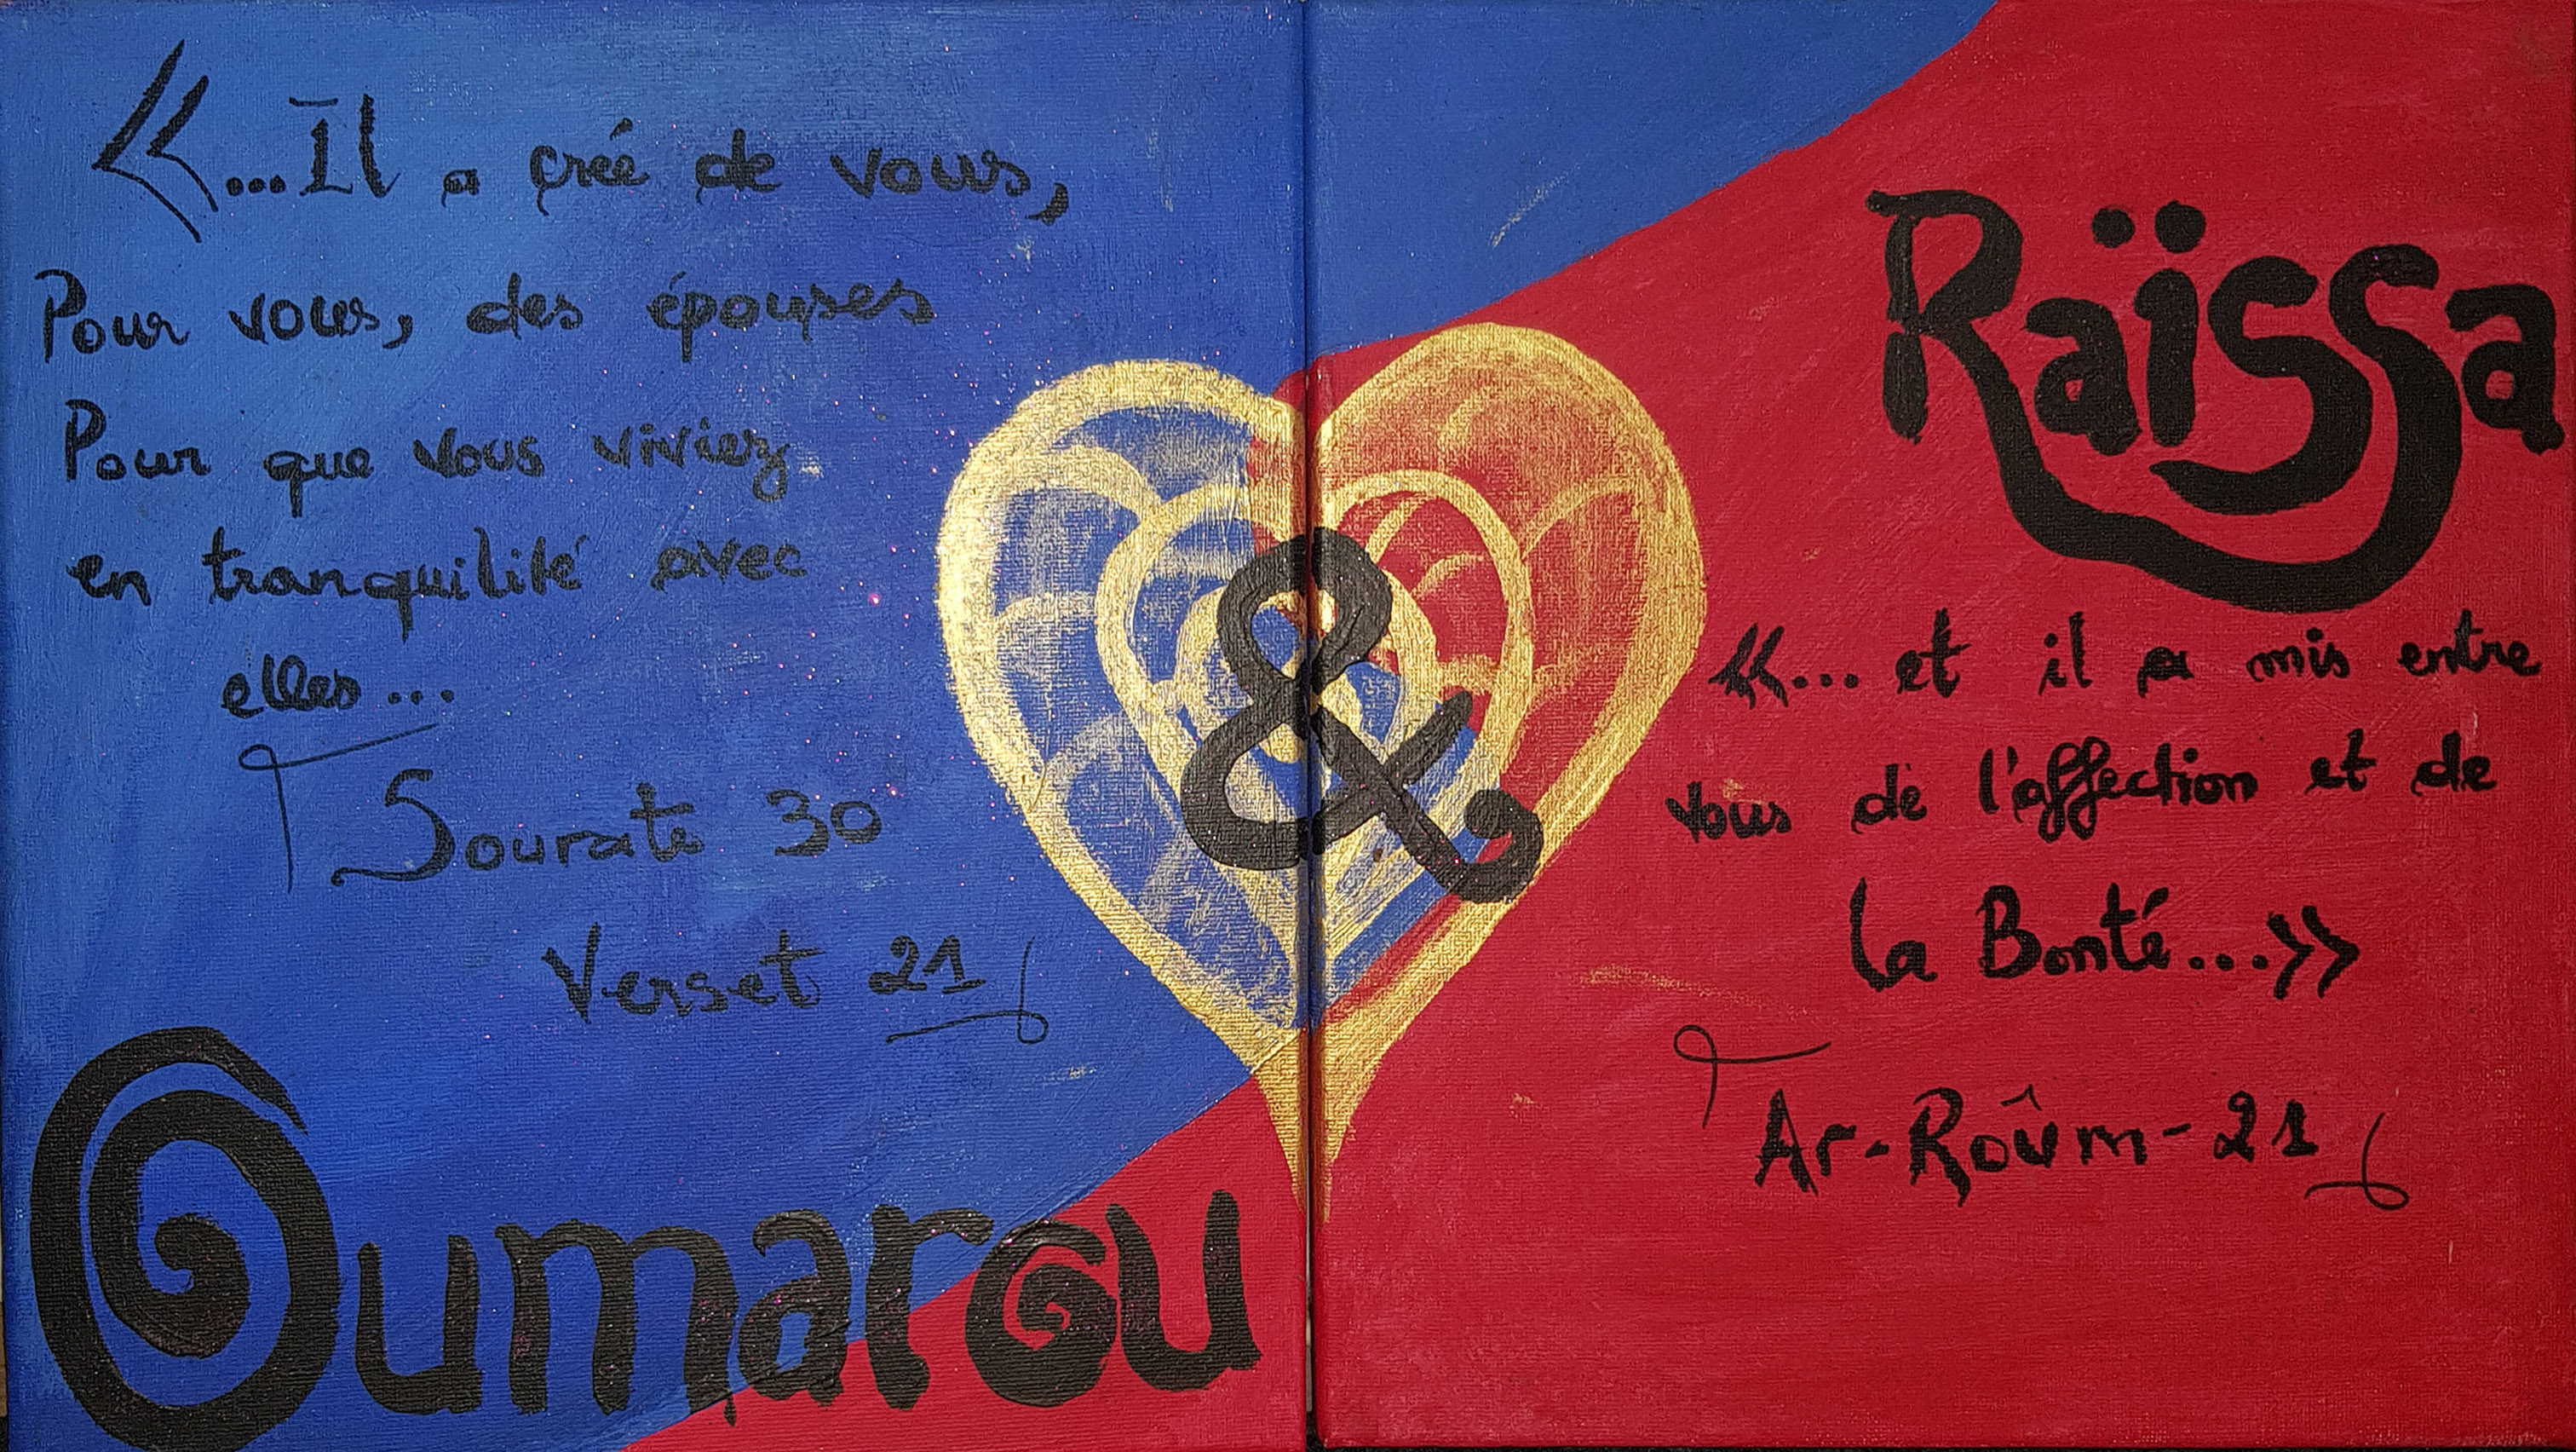 «...Il a créé de vous,
Pour vous, des épouses
Pour que vous viviez
en tranquilité avec
elles...
Sourate 30
Verset 21
Oumarou
&
Raïssa
«... et il a mis entre
vous de l'affection et de
la Bonté...»
Ar-Roûm-21